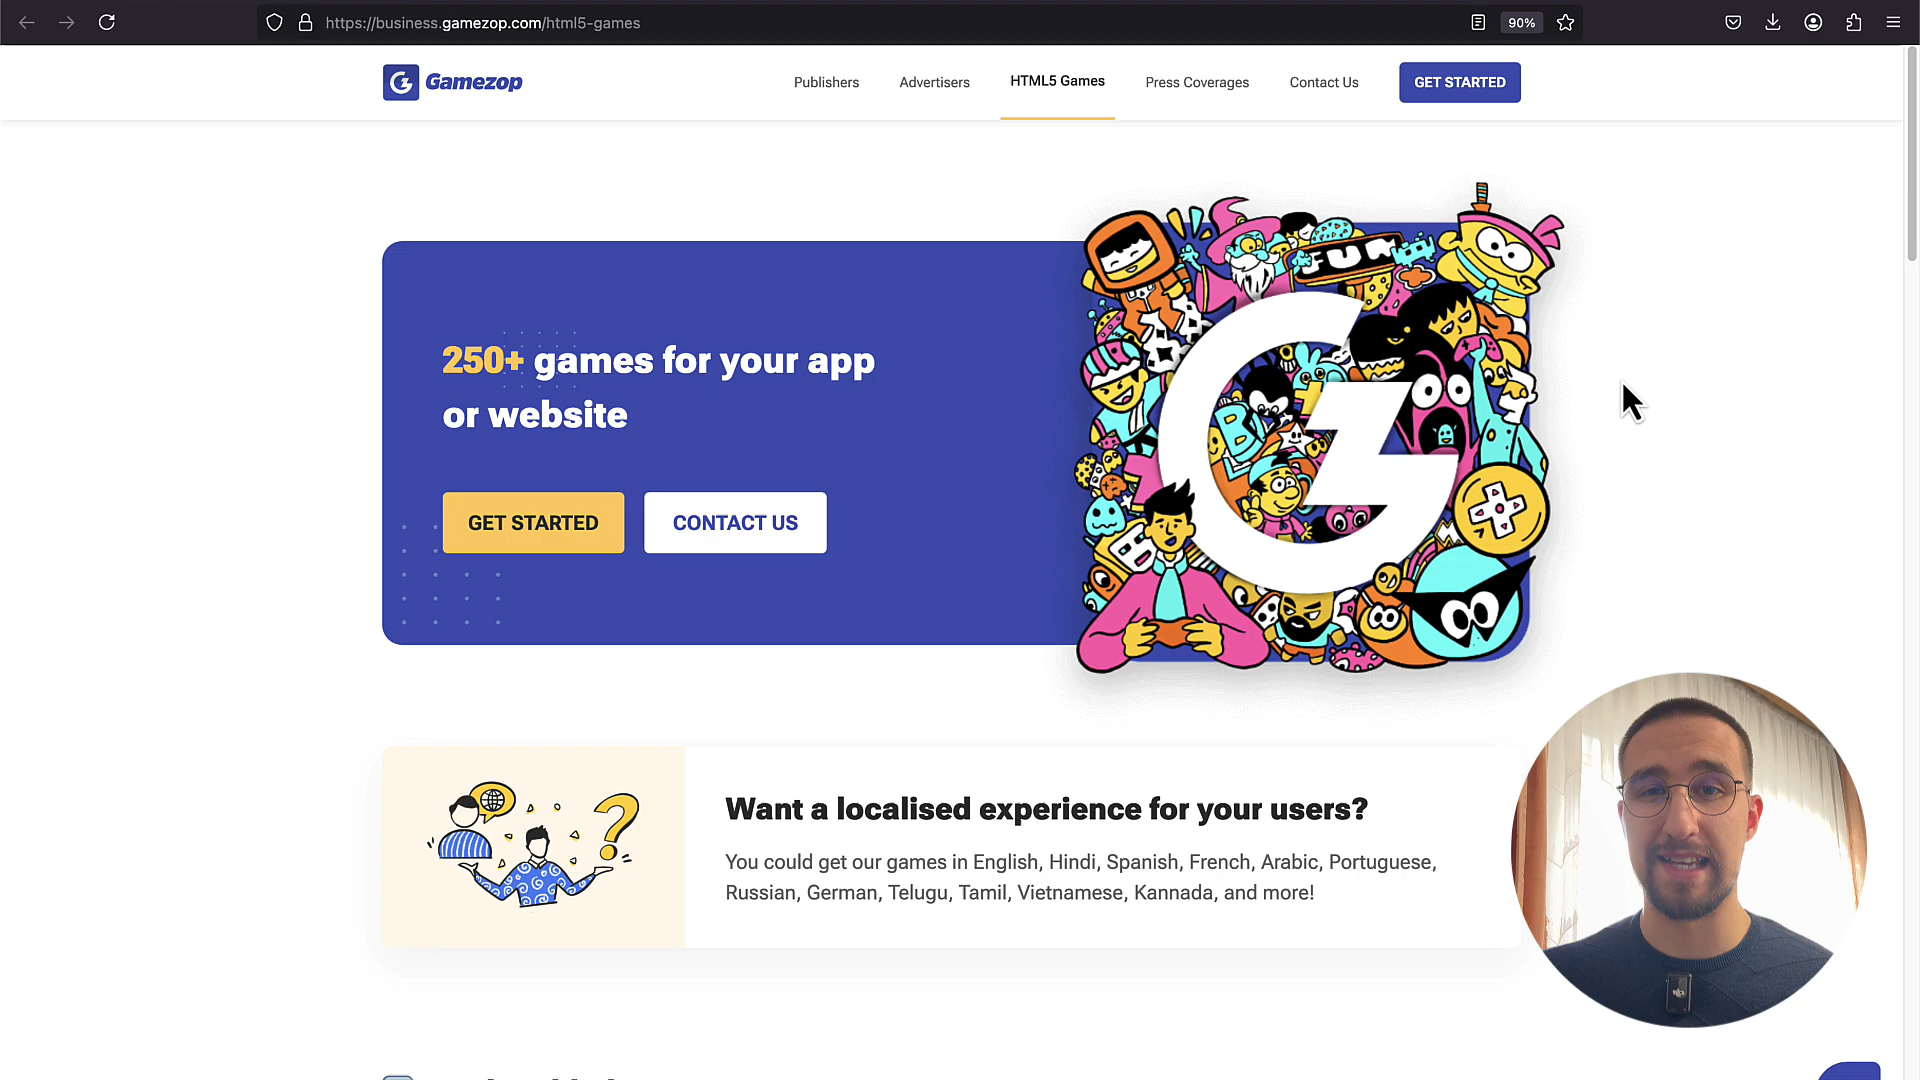 https://business.gamezop.com/html5-games
90%
Gamezop
Publishers
Advertisers
HTML5 Games
Press Coverages
Contact Us
GET STARTED
FUN
250+ games for your app
or website
B
GET STARTED
CONTACT US
Want a localised experience for your users?
You could get our games in English, Hindi, Spanish, French, Arabic, Portuguese,
Russian, German, Telugu, Tamil, Vietnamese, Kannada, and more!